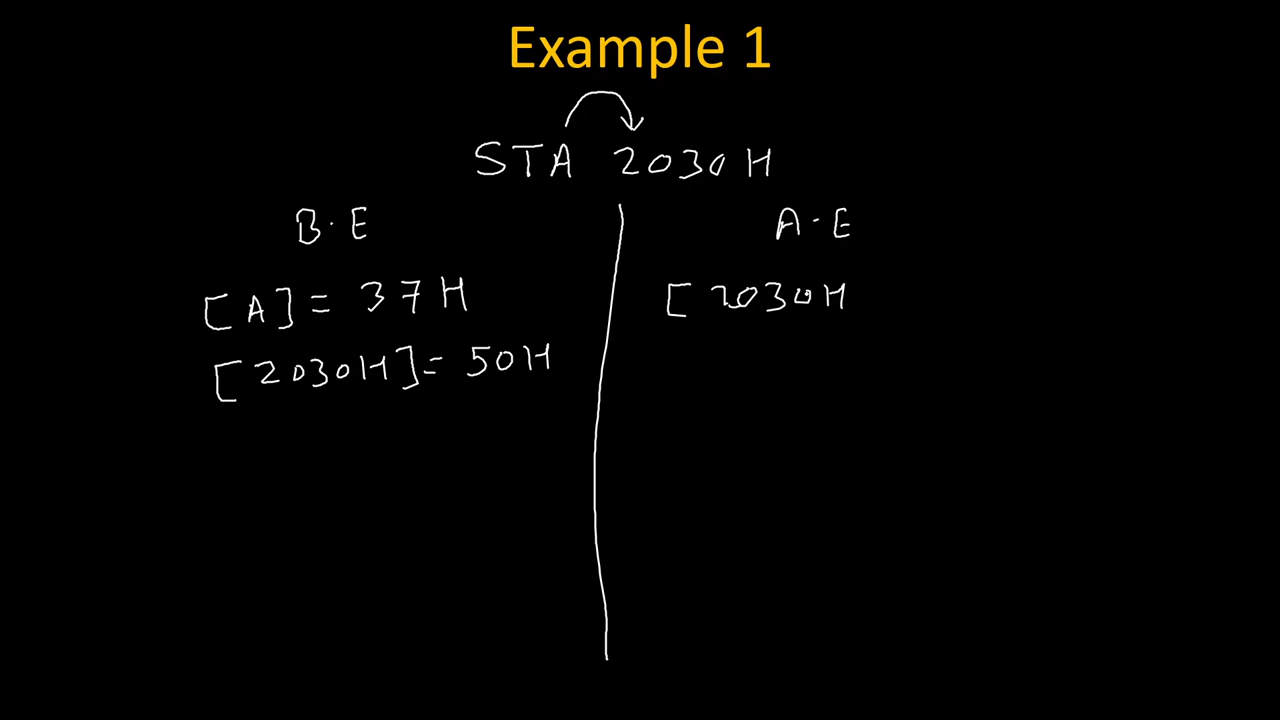 Example 1
STA 2030H
B.E
A.E
[A] = 37H
[2030H
[2030H] = 50H